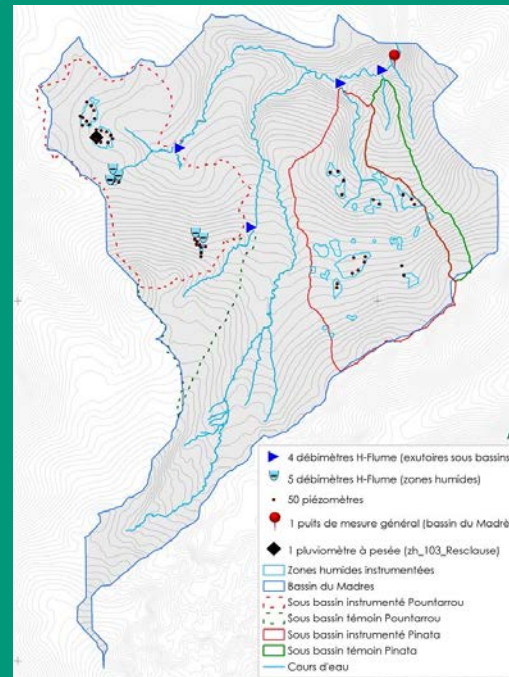 4 débimètres H-Flume (exutoires sous bassins
5 débimètres H-Flume (zones humides)
50 piézomètres
1 puits de mesure général (bassin du Madrè
1 pluviomètre à pesée (zh_103_Resclause)
Zones humides instrumentées
Bassin du Madres
Sous bassin instrumenté Pountarrou
Sous bassin témoin Pountarrou
Sous bassin instrumenté Pinata
Sous bassin témoin Pinata
Cours d'eau